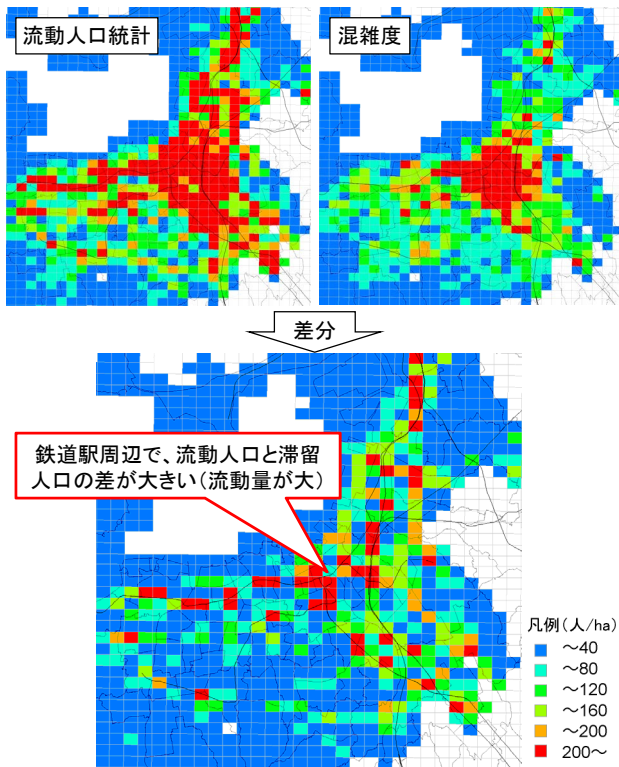 流動人口統計
混雑度
差分
鉄道駅周辺で、流動人口と滞留
人口の差が大きい(流動量が大)
凡例(人/ha)
～40
～80
～120
～160
～200
200～